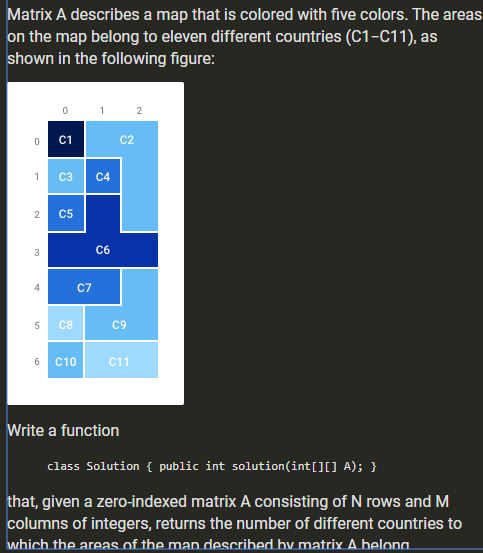 Matrix A describes a map that is colored with five colors. The areas
on the map belong to eleven different countries (C1−C11), as
shown in the following figure:
0 1 2
0 C1 C2
1 C3 C4
2 C5
3 C6
4 C7
5 C8 C9
6 C10 C11
Write a function
class Solution { public int solution(int[][] A); }
that, given a zero-indexed matrix A consisting of N rows and M
columns of integers, returns the number of different countries to
which the areas of the map described by matrix A belong